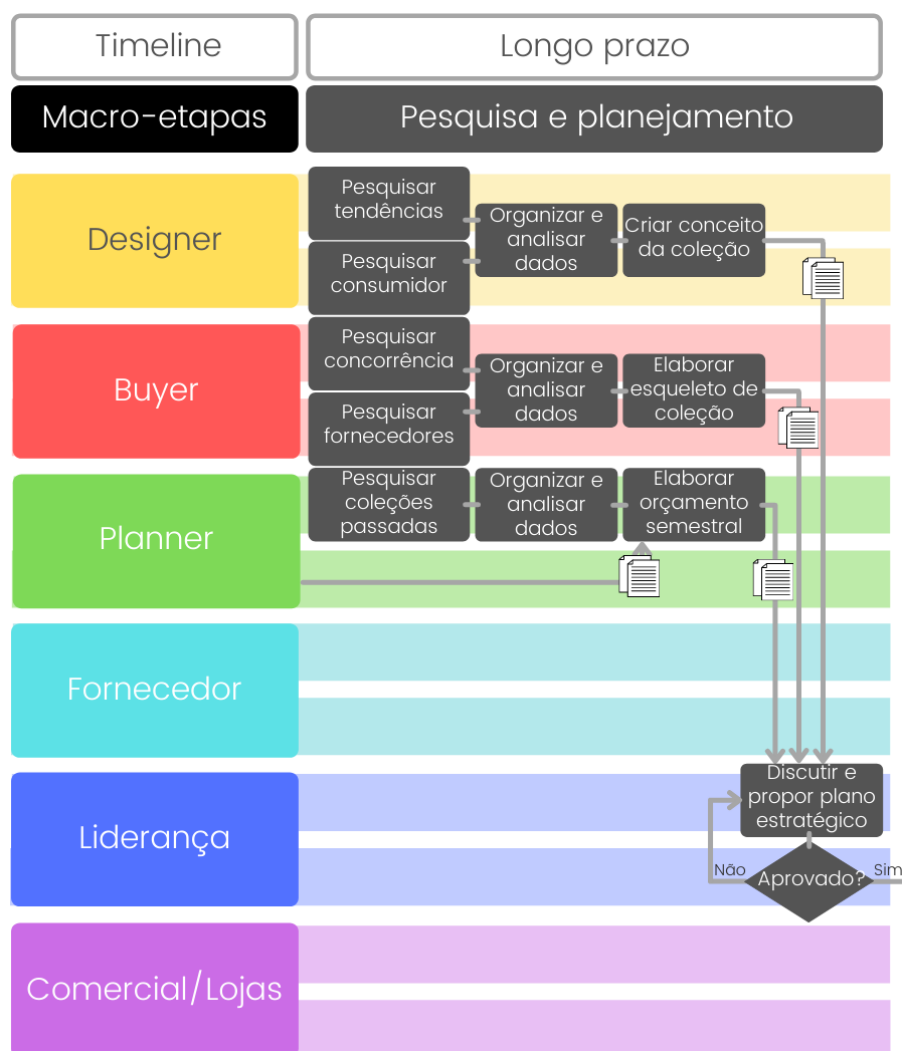 Timeline
Longo prazo
Macro-etapas
Pesquisa e planejamento
Designer
Pesquisar
tendências
Pesquisar
consumidor
Organizar e
analisar
dados
Criar conceito
da coleção
Buyer
Pesquisar
concorrência
Pesquisar
fornecedores
Organizar e
analisar
dados
Elaborar
esqueleto de
coleção
Planner
Pesquisar
coleções
passadas
Organizar e
analisar
dados
Elaborar
orçamento
semestral
Fornecedor
Liderança
Discutir e
propor plano
estratégico
Não
Aprovado?
Sim
Comercial/Lojas